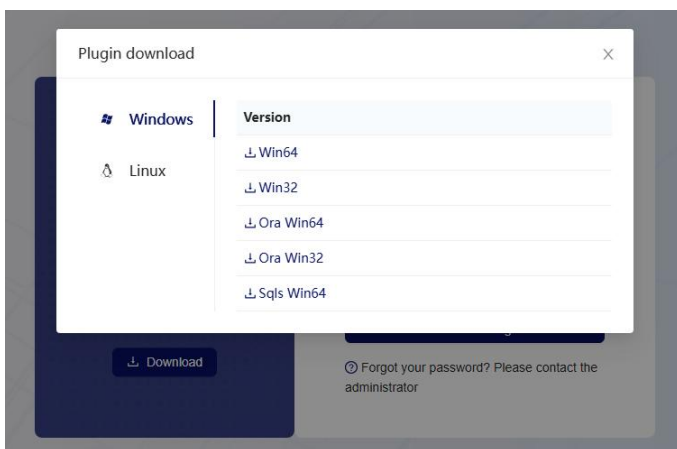 Plugin download
Windows
Linux
Version
Win64
Win32
Ora Win64
Ora Win32
Sqls Win64
Download
Forgot your password? Please contact the
administrator